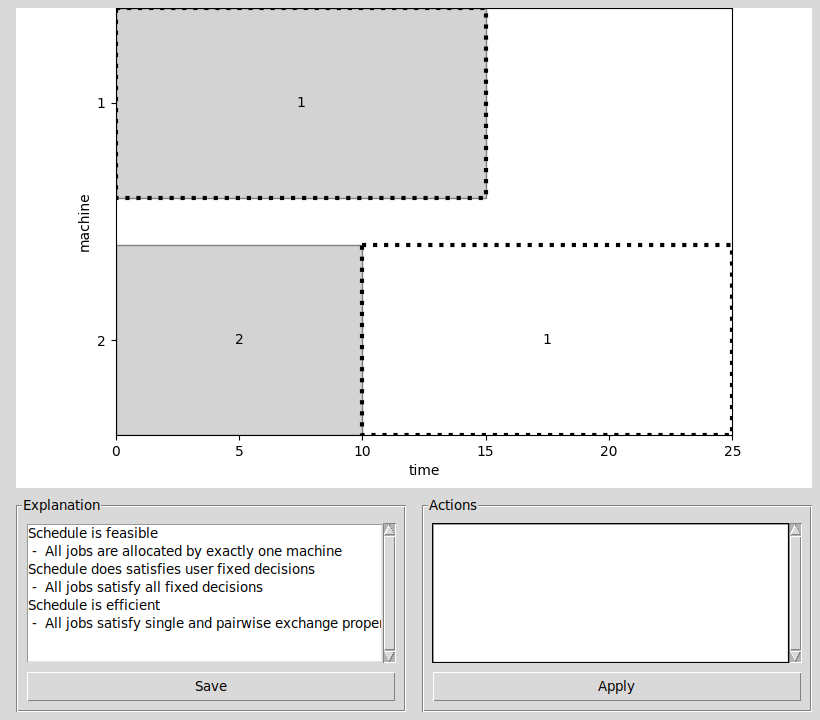 1
1
machine
2
2
1
0 5 10 15 20 25
time
Explanation
Schedule is feasible
- All jobs are allocated by exactly one machine
Schedule does satisfies user fixed decisions
- All jobs satisfy all fixed decisions
Schedule is efficient
- All jobs satisfy single and pairwise exchange proper
Save
Actions
Apply